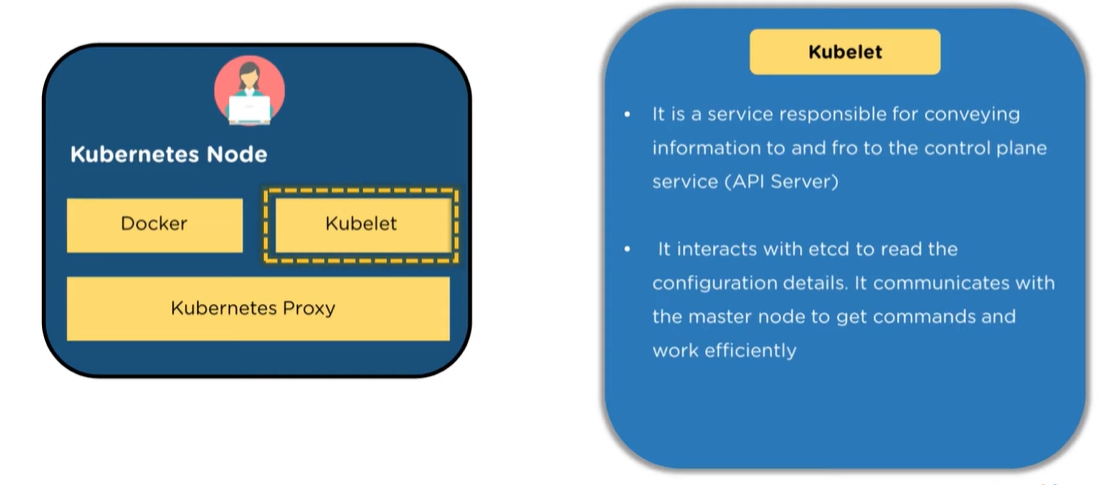 Kubernetes Node
Docker
Kubelet
Kubernetes Proxy
Kubelet
• It is a service responsible for conveying
information to and fro to the control plane
service (API Server)
• It interacts with etcd to read the
configuration details. It communicates with
the master node to get commands and
work efficiently